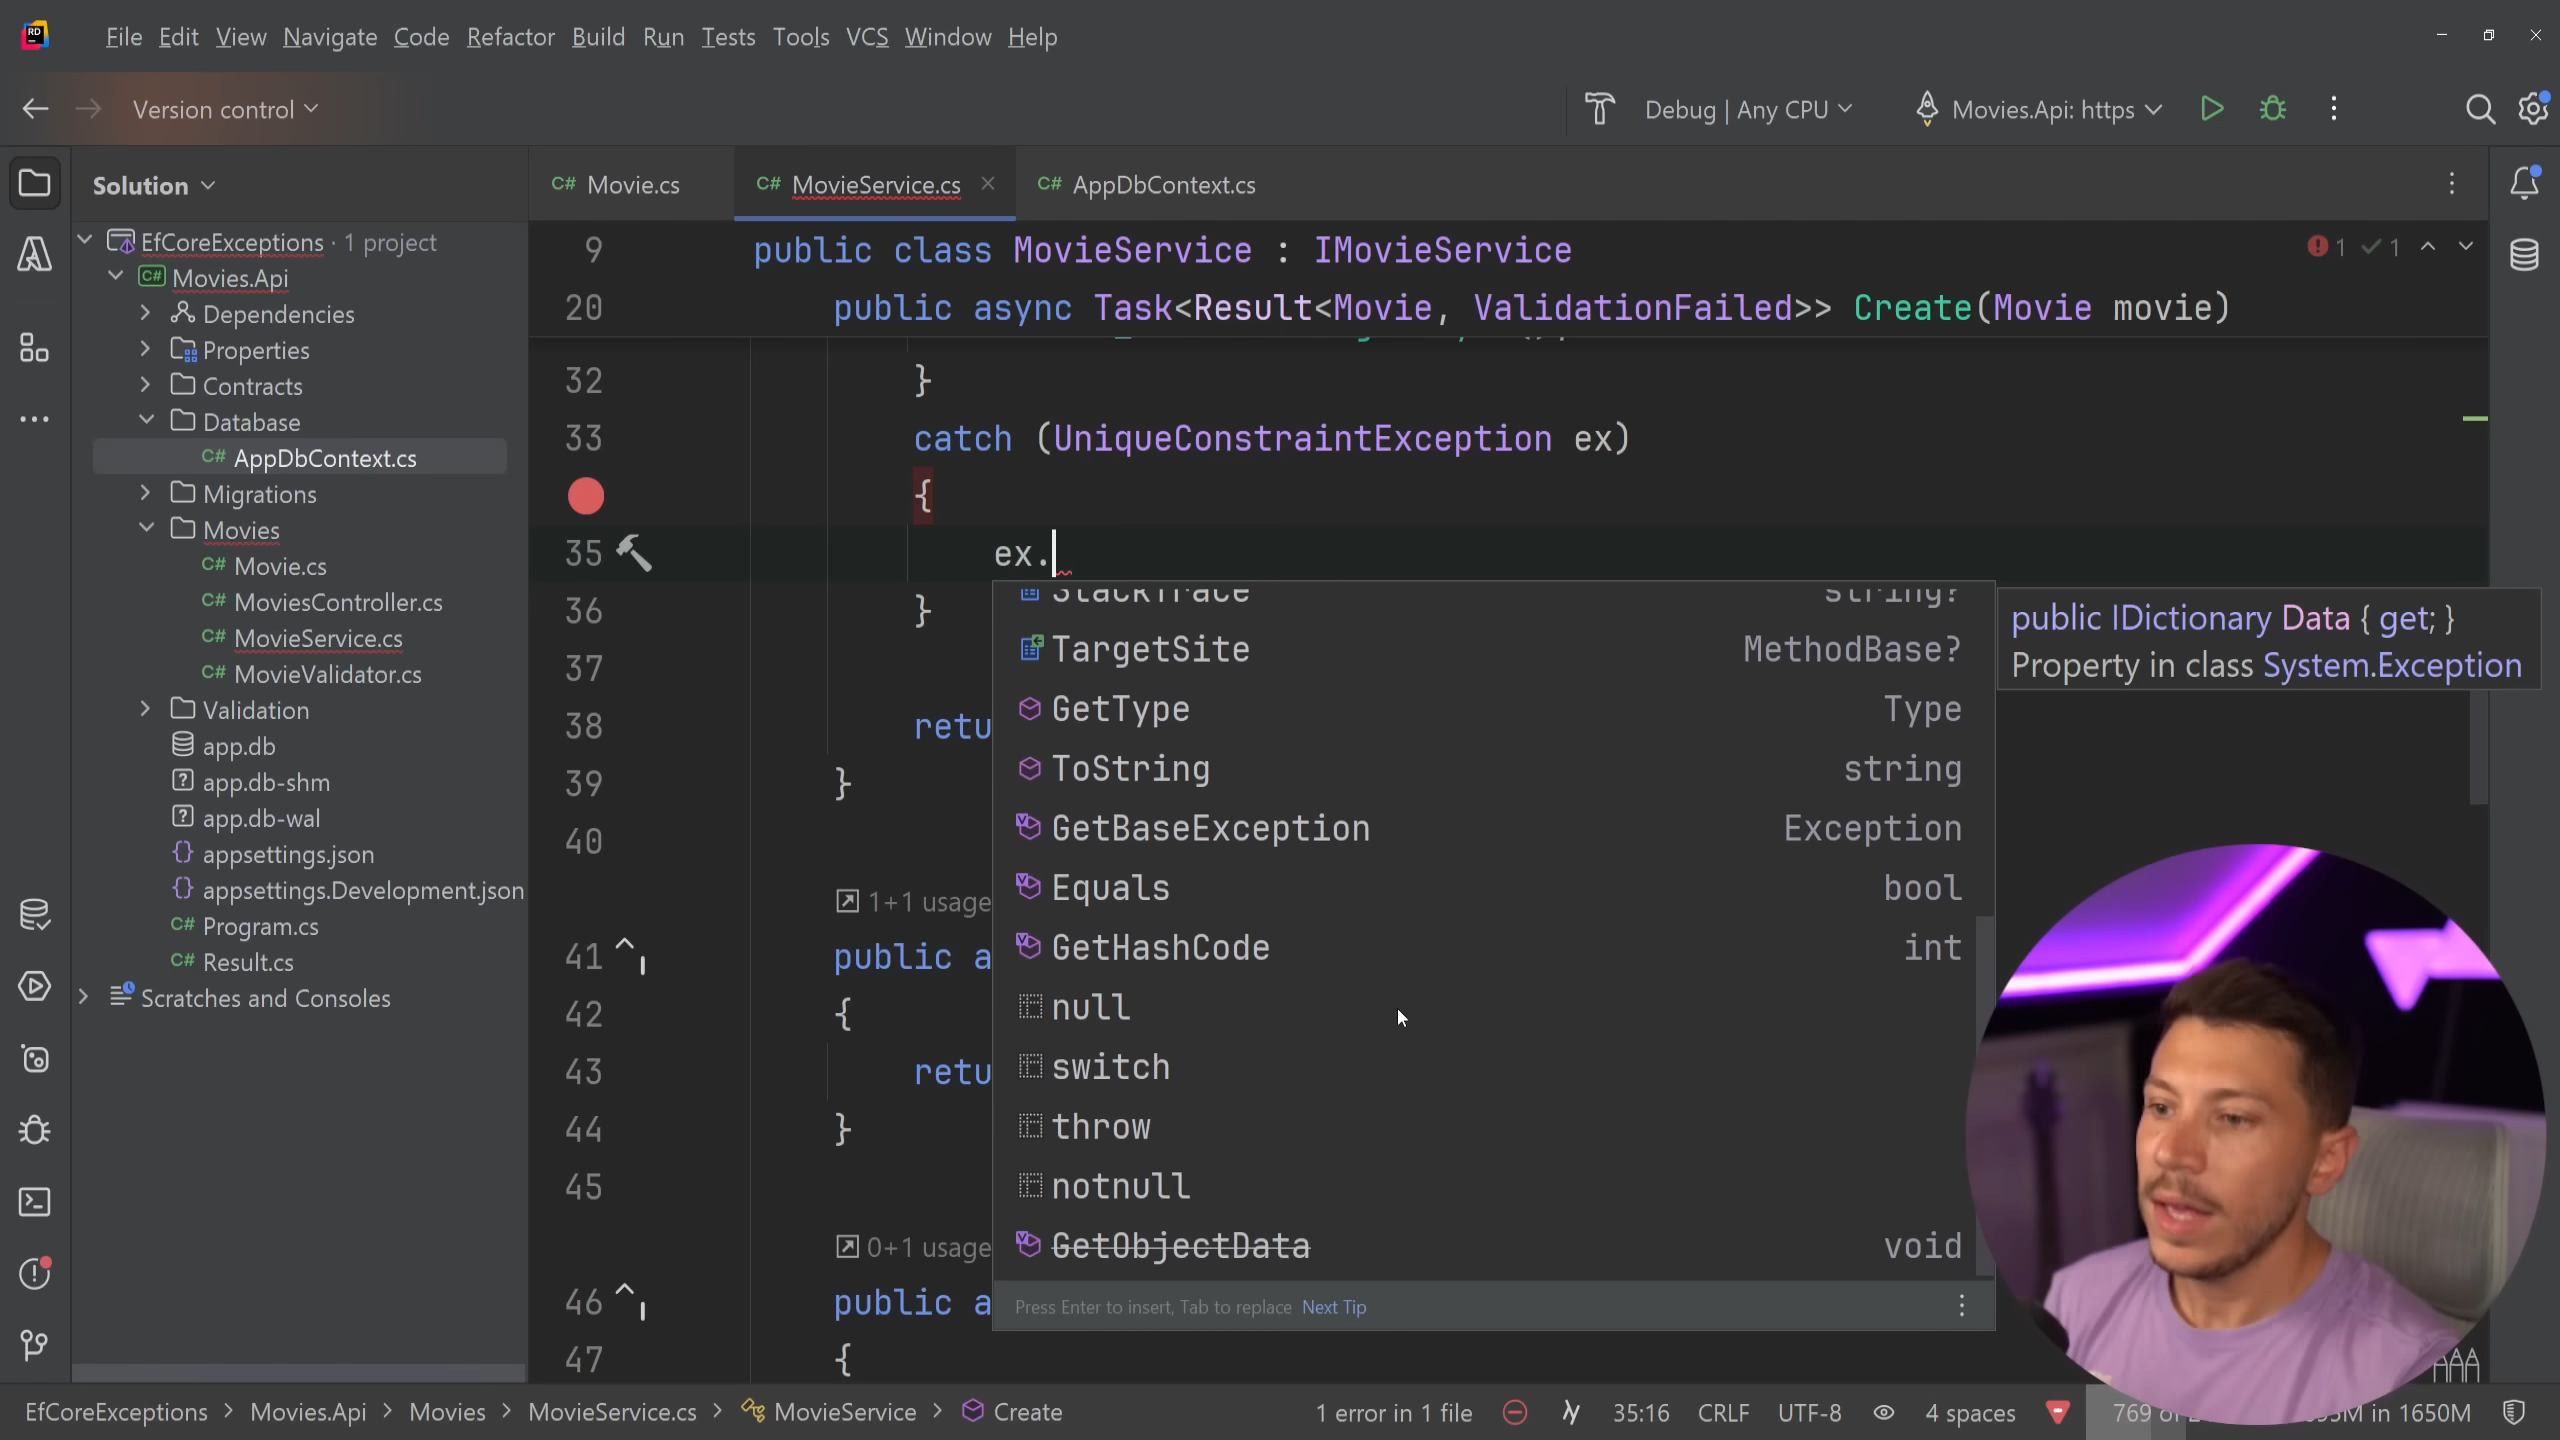 File Edit View Navigate Code Refactor Build Run Tests Tools VCS Window Help
Version control
Debug | Any CPU
Movies.Api: https
Solution
C# Movie.cs
C# MovieService.cs
C# AppDbContext.cs
EfCoreExceptions · 1 project
C# Movies.Api
Dependencies
Properties
Contracts
Database
C# AppDbContext.cs
Migrations
Movies
C# Movie.cs
C# MoviesController.cs
C# MovieService.cs
C# MovieValidator.cs
Validation
app.db
app.db-shm
app.db-wal
{} appsettings.json
{} appsettings.Development.json
C# Program.cs
C# Result.cs
Scratches and Consoles
9 public class MovieService : IMovieService
1 1
20 public async Task<Result<Movie, ValidationFailed>> Create(Movie movie)
32 }
33 catch (UniqueConstraintException ex)
{
35 ex.
36 }
37
38 retu
39 }
40
1+1 usage
41 public a
42 {
43 retu
44 }
45
0+1 usage
46 public a
47 {
StackTrace string?
TargetSite MethodBase?
GetType Type
ToString string
GetBaseException Exception
Equals bool
GetHashCode int
null
switch
throw
notnull
GetObjectData void
Press Enter to insert, Tab to replace Next Tip
public IDictionary Data { get; }
Property in class System.Exception
EfCoreExceptions > Movies.Api > Movies > MovieService.cs > MovieService > Create
1 error in 1 file
35:16 CRLF UTF-8 4 spaces
769 of
M in 1650M